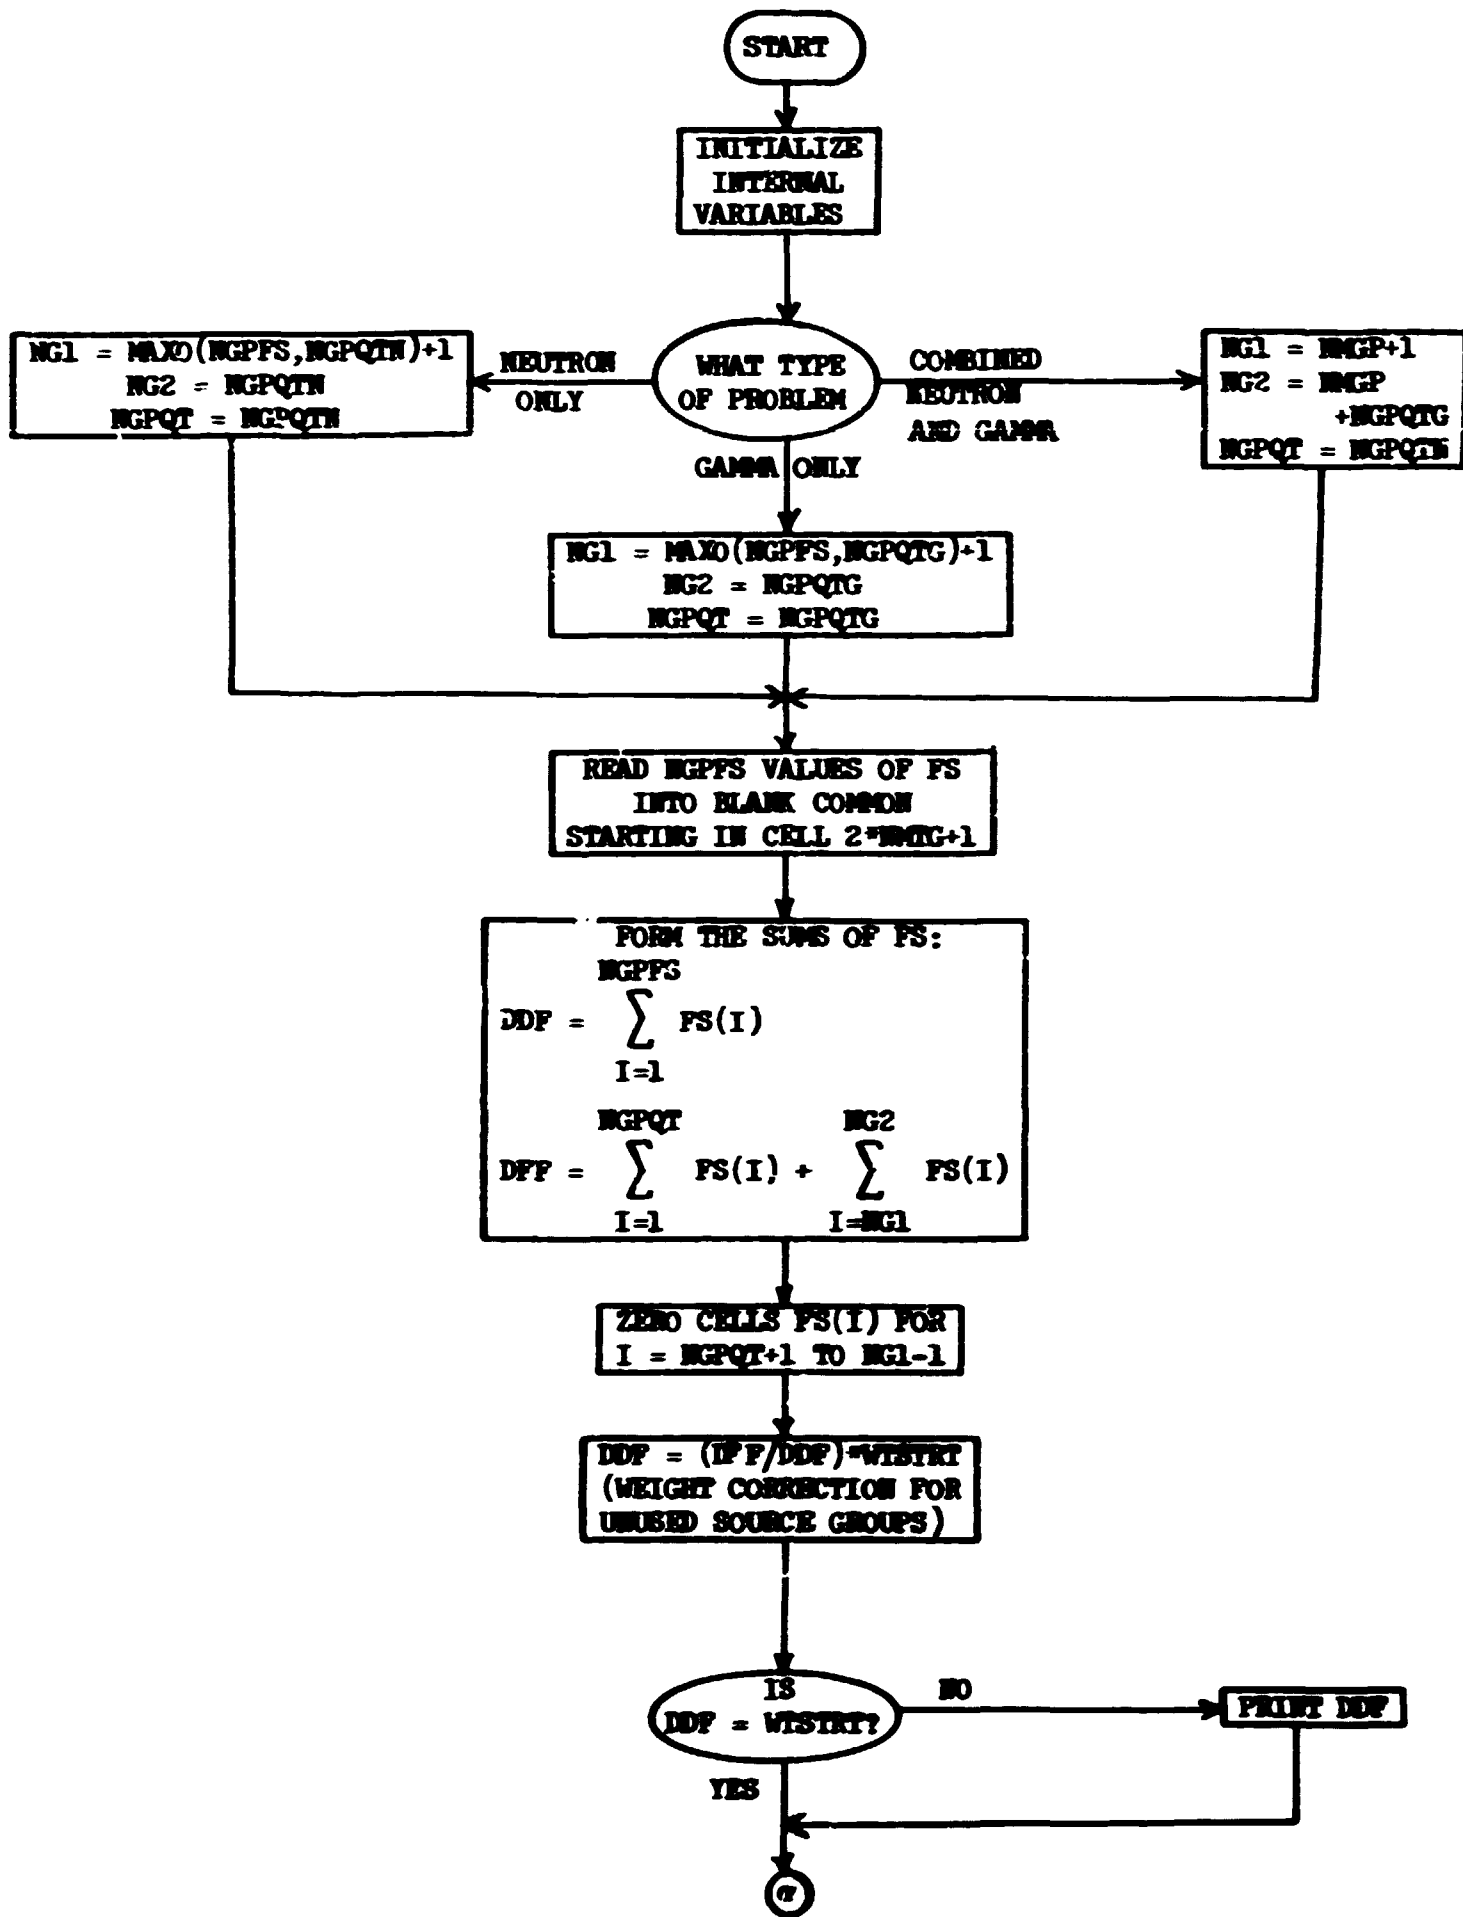 START
INITIALIZE
INTERNAL
VARIABLES
NG1 = MAXO(NGPFS,NGPQTN)+1
NG2 = NGPQTN
NGPQT = NGPQTN
NEUTRON
ONLY
WHAT TYPE
OF PROBLEM
COMBINED
NEUTRON
AND GAMMA
NG1 = NMGP+1
NG2 = NMGP
+NGPQTG
NGPQT = NGPQTN
GAMMA ONLY
NG1 = MAXO(NGPFS,NGPQTG)+1
NG2 = NGPQTG
NGPQT = NGPQTG
READ NGPFS VALUES OF FS
INTO BLANK COMMON
STARTING IN CELL 2*NMTG+1
FORM THE SUMS OF FS:
NGPFS
DDF = ∑ FS(I)
I=1
NGPQT NG2
DFF = ∑ FS(I) + ∑ FS(I)
I=1 I=NG1
ZERO CELLS FS(I) FOR
I = NGPQT+1 TO NG1-1
DDF = (DFF/DDF)*WTSTRT
(WEIGHT CORRECTION FOR
UNUSED SOURCE GROUPS)
IS
DDF = WTSTRT?
NO
PRINT DDF
YES